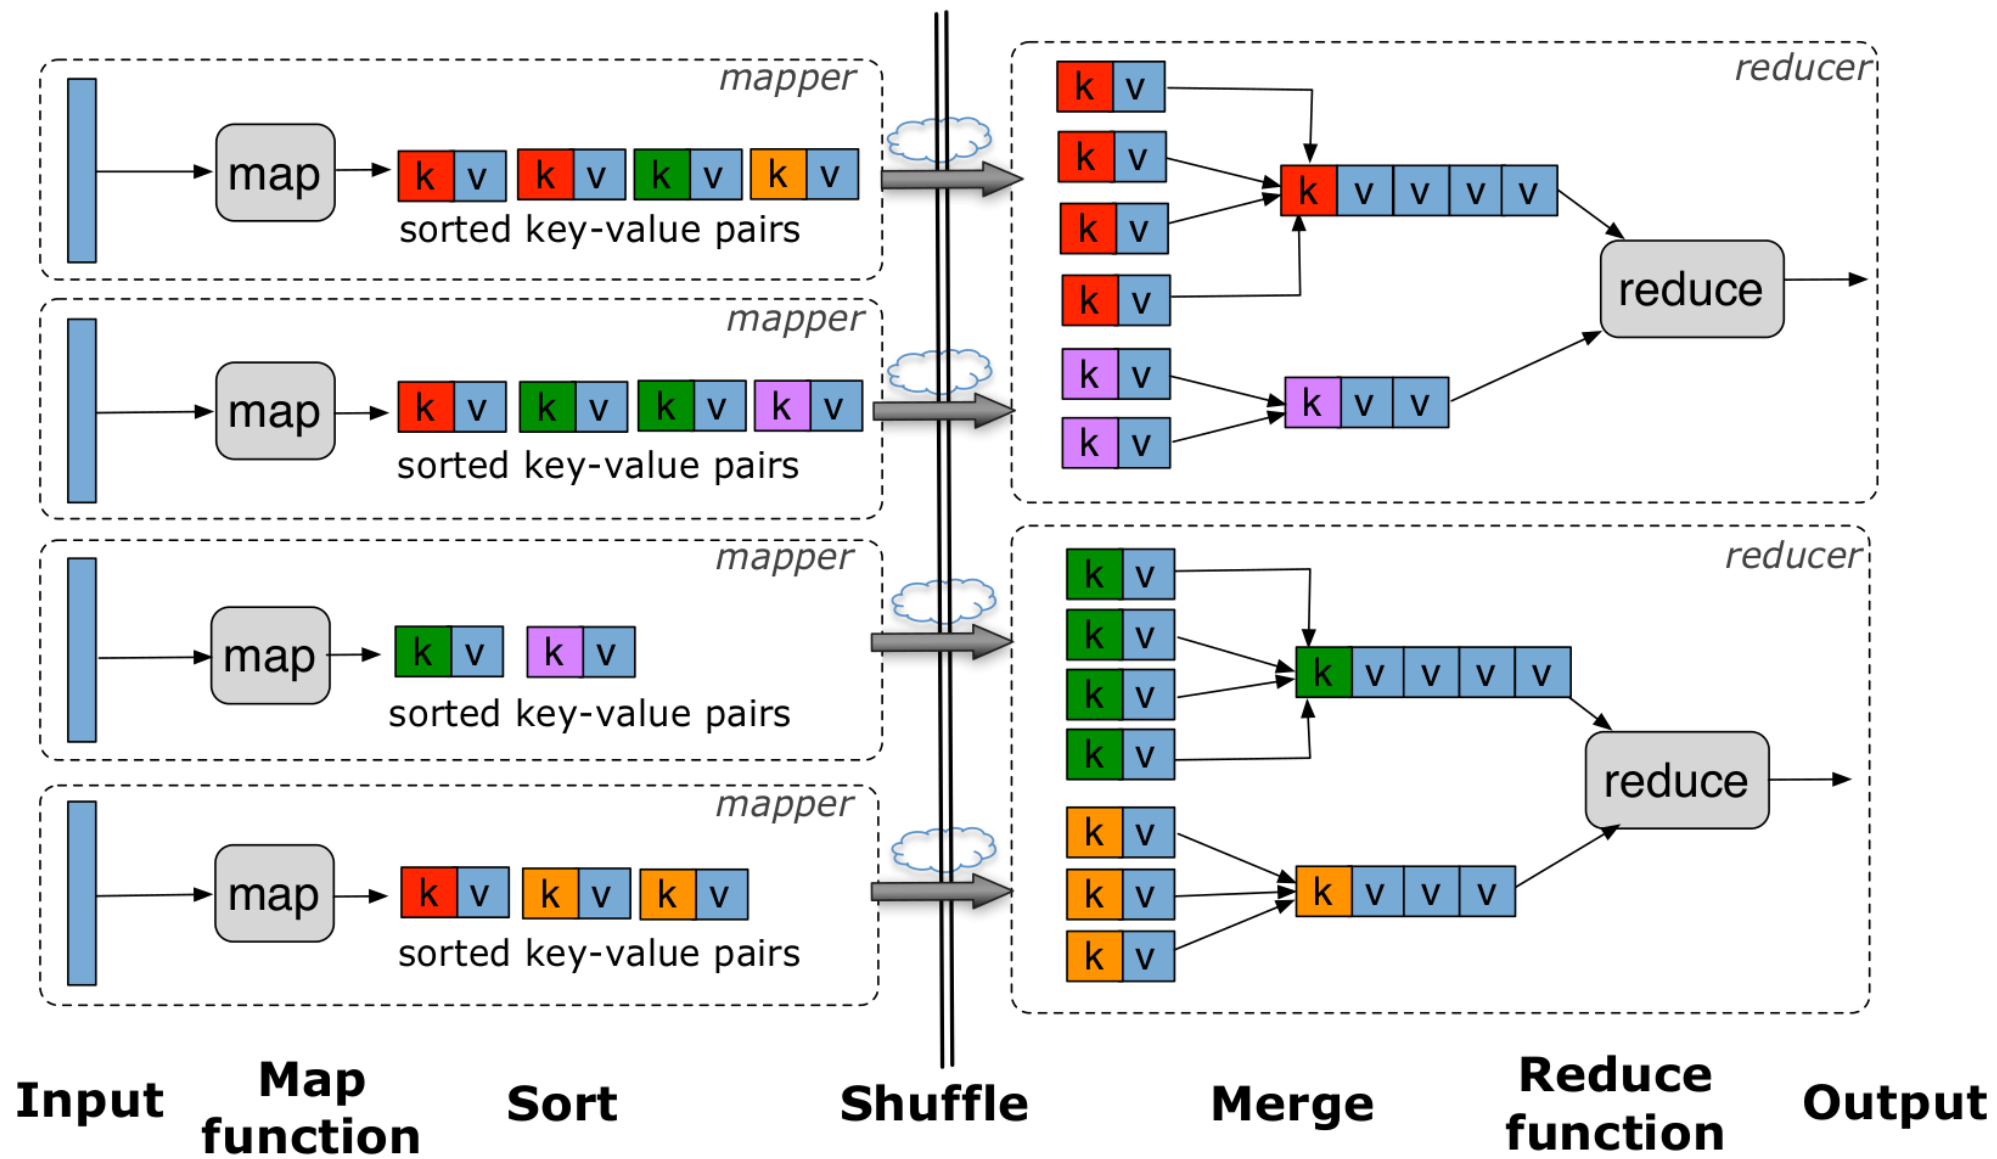 mapper
map
k v k v k v k v
sorted key-value pairs
mapper
map
k v k v k v k v
sorted key-value pairs
mapper
map
k v k v
sorted key-value pairs
mapper
map
k v k v k v
sorted key-value pairs
reducer
k v
k v
k v
k v
k v v v v
k v
k v
k v v
reduce
reducer
k v
k v
k v
k v
k v v v v
k v
k v
k v
k v v v
reduce
Input
Map
function
Sort
Shuffle
Merge
Reduce
function
Output